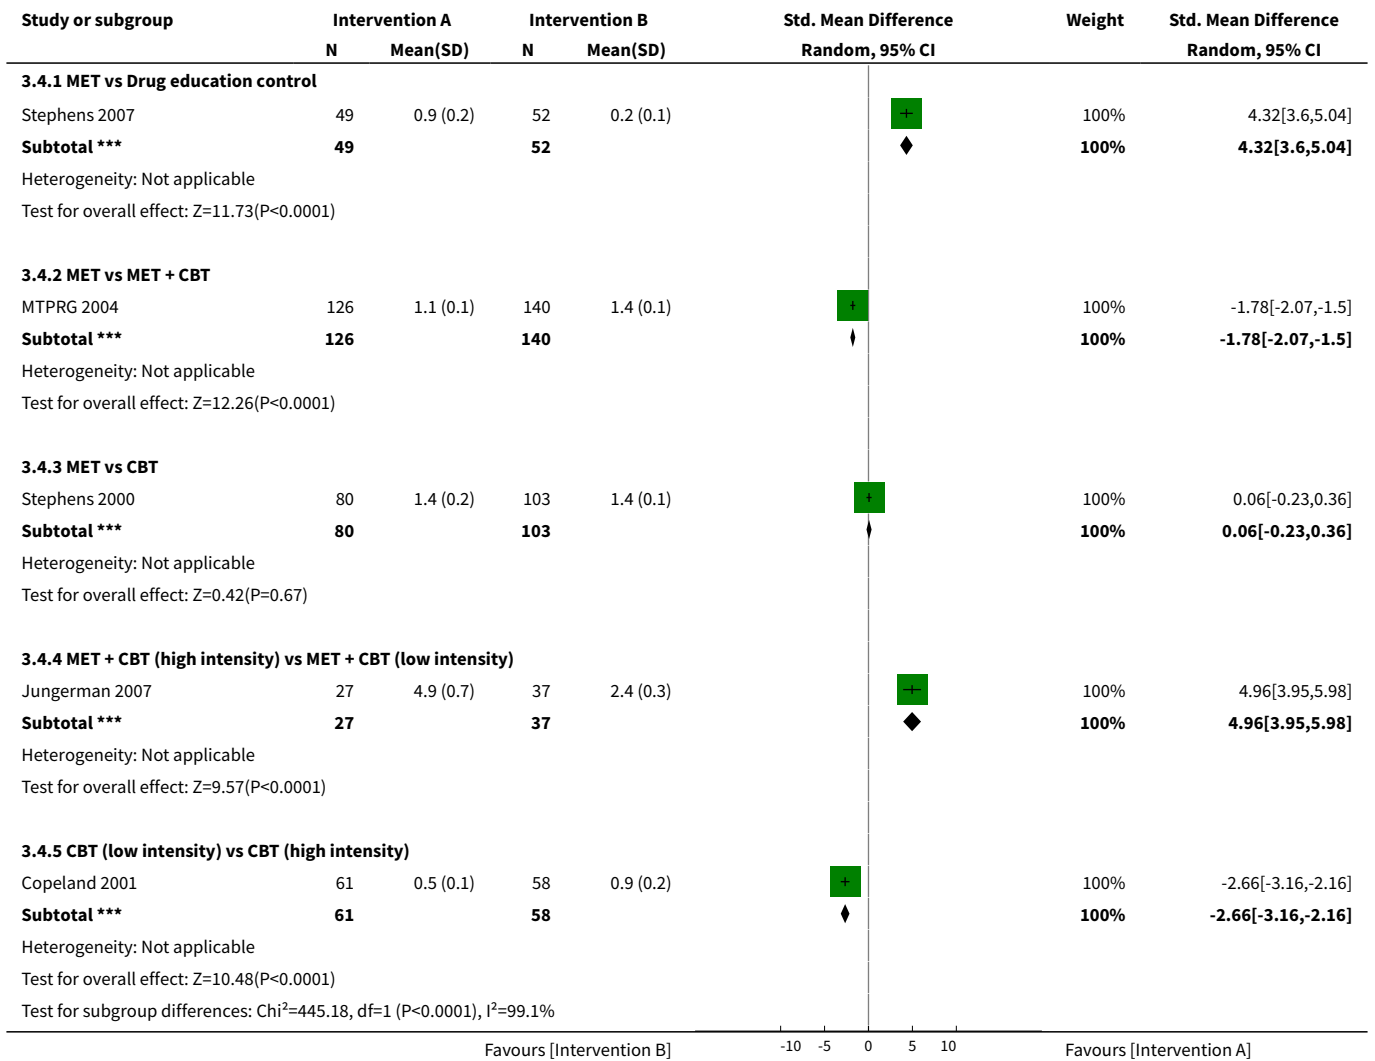 Study or subgroup Intervention A Intervention B Std. Mean Difference Weight Std. Mean Difference
N Mean(SD) N Mean(SD) Random, 95% CI Random, 95% CI
3.4.1 MET vs Drug education control
Stephens 2007 49 0.9 (0.2) 52 0.2 (0.1) 100% 4.32[3.6,5.04]
Subtotal *** 49 52 100% 4.32[3.6,5.04]
Heterogeneity: Not applicable
Test for overall effect: Z=11.73(P<0.0001)
3.4.2 MET vs MET + CBT
MTPRG 2004 126 1.1 (0.1) 140 1.4 (0.1) 100% -1.78[-2.07,-1.5]
Subtotal *** 126 140 100% -1.78[-2.07,-1.5]
Heterogeneity: Not applicable
Test for overall effect: Z=12.26(P<0.0001)
3.4.3 MET vs CBT
Stephens 2000 80 1.4 (0.2) 103 1.4 (0.1) 100% 0.06[-0.23,0.36]
Subtotal *** 80 103 100% 0.06[-0.23,0.36]
Heterogeneity: Not applicable
Test for overall effect: Z=0.42(P=0.67)
3.4.4 MET + CBT (high intensity) vs MET + CBT (low intensity)
Jungerman 2007 27 4.9 (0.7) 37 2.4 (0.3) 100% 4.96[3.95,5.98]
Subtotal *** 27 37 100% 4.96[3.95,5.98]
Heterogeneity: Not applicable
Test for overall effect: Z=9.57(P<0.0001)
3.4.5 CBT (low intensity) vs CBT (high intensity)
Copeland 2001 61 0.5 (0.1) 58 0.9 (0.2) 100% -2.66[-3.16,-2.16]
Subtotal *** 61 58 100% -2.66[-3.16,-2.16]
Heterogeneity: Not applicable
Test for overall effect: Z=10.48(P<0.0001)
Test for subgroup differences: Chi²=445.18, df=1 (P<0.0001), I²=99.1%
Favours [Intervention B] -10 -5 0 5 10 Favours [Intervention A]